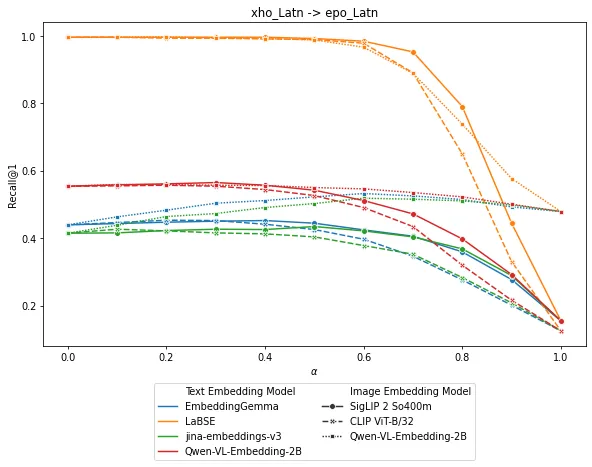 xho_Latn -> epo_Latn
Recall@1
1.0
0.8
0.6
0.4
0.2
0.0 0.2 0.4 0.6 0.8 1.0
α
Text Embedding Model Image Embedding Model
EmbeddingGemma SigLIP 2 So400m
LaBSE CLIP ViT-B/32
jina-embeddings-v3 Qwen-VL-Embedding-2B
Qwen-VL-Embedding-2B